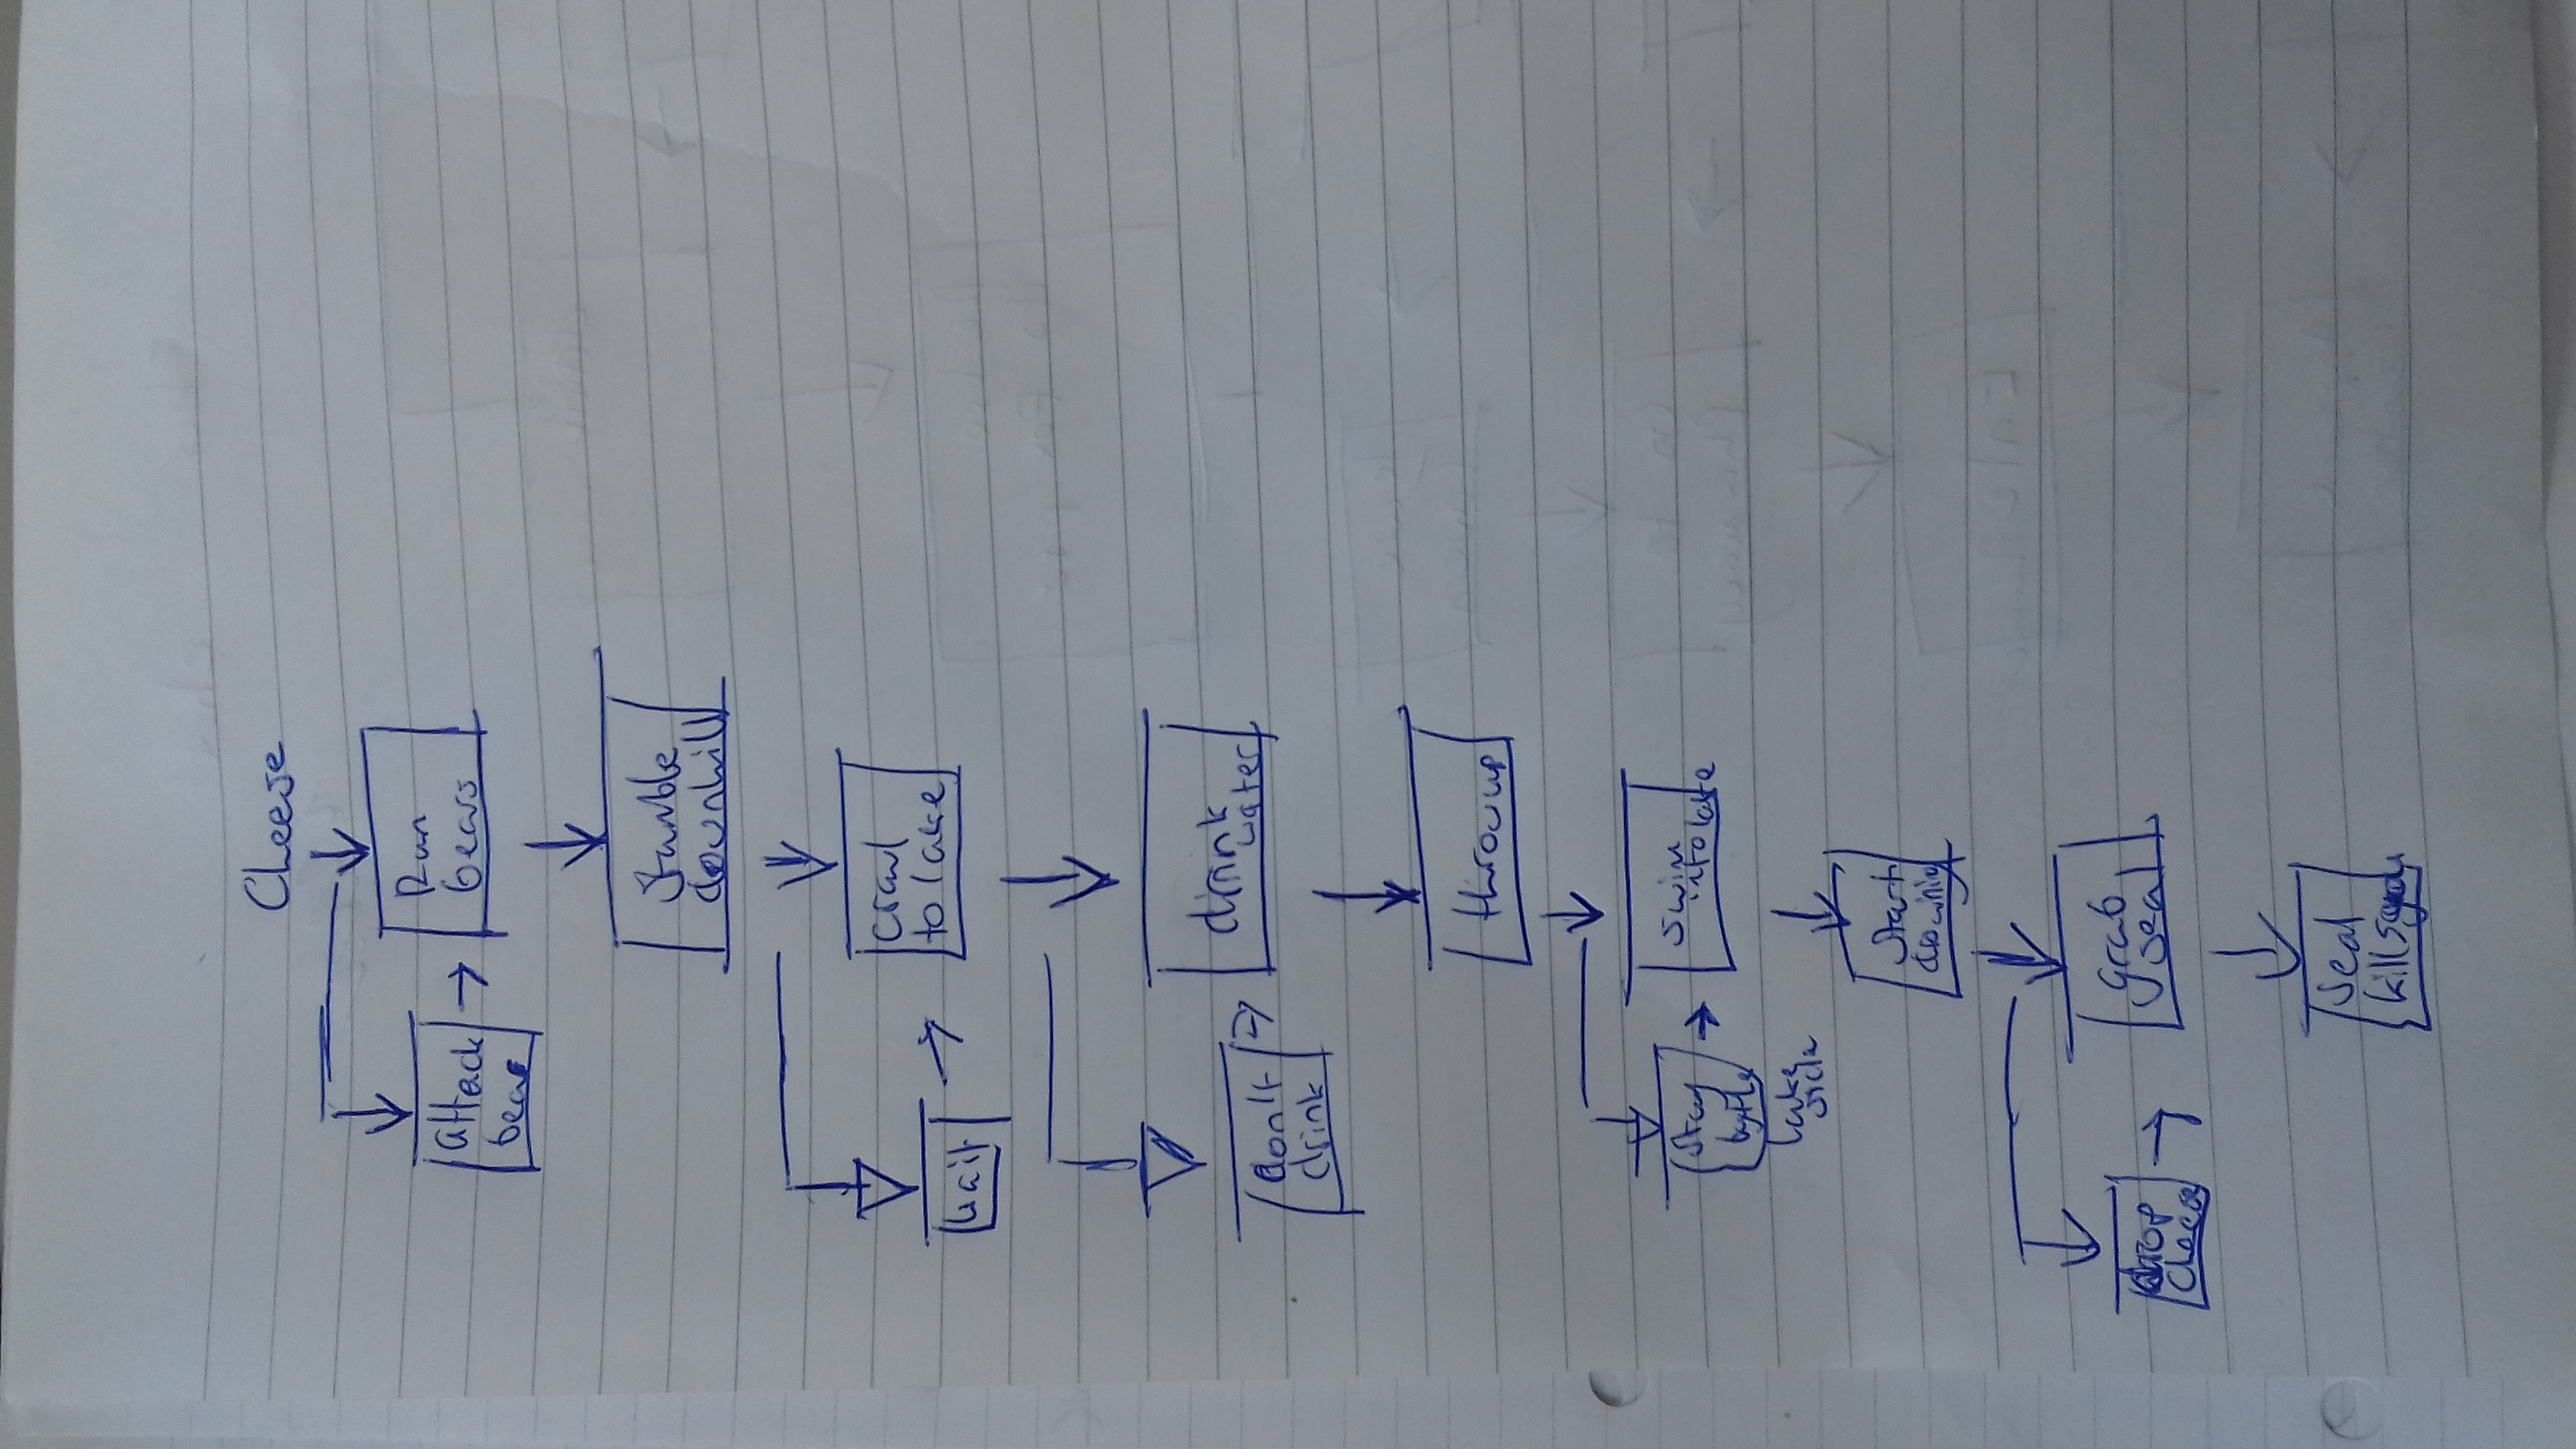 Cheese
attack
bear
Run
bears
Stumble
downhill
crawl
to lake
wait
drink
water
don't
drink
throw up
swim
into lake
Stay
by the
lake
side
Start
drowning
grab
seal
drop
cheese
Seal
kills you